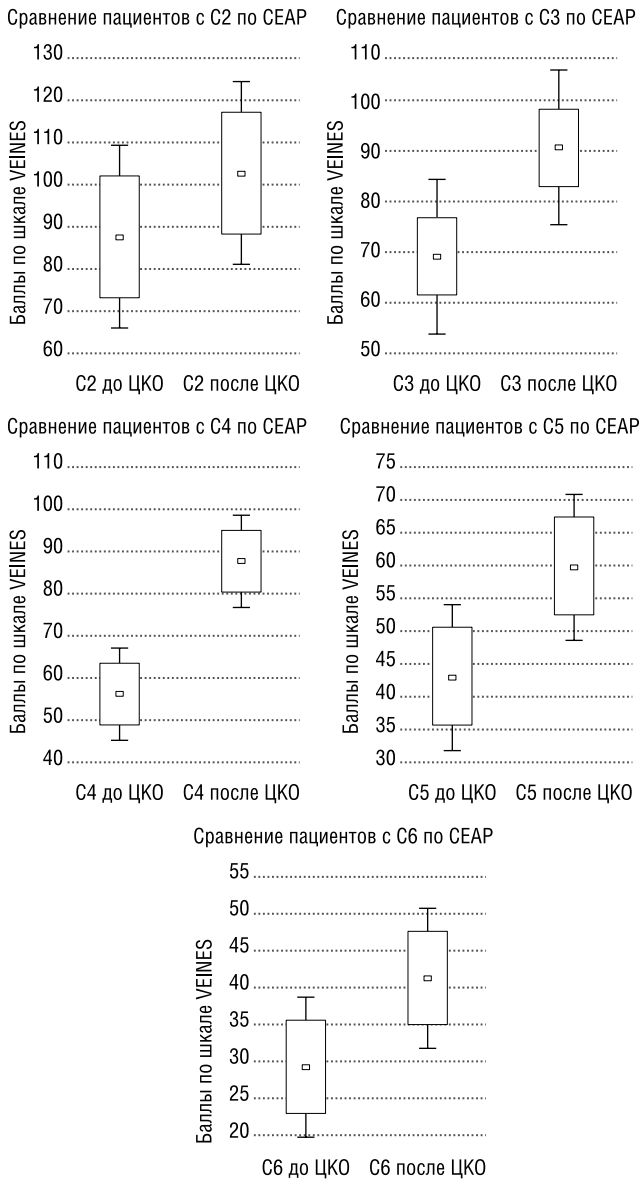 Сравнение пациентов с С2 по СЕАР
Баллы по шкале VEINES
130
120
110
100
90
80
70
60
С2 до ЦКО С2 после ЦКО
Сравнение пациентов с С3 по СЕАР
Баллы по шкале VEINES
110
100
90
80
70
60
50
С3 до ЦКО С3 после ЦКО
Сравнение пациентов с С4 по СЕАР
Баллы по шкале VEINES
110
100
90
80
70
60
50
40
С4 до ЦКО С4 после ЦКО
Сравнение пациентов с С5 по СЕАР
Баллы по шкале VEINES
75
70
65
60
55
50
45
40
35
30
С5 до ЦКО С5 после ЦКО
Сравнение пациентов с С6 по СЕАР
Баллы по шкале VEINES
55
50
45
40
35
30
25
20
С6 до ЦКО С6 после ЦКО